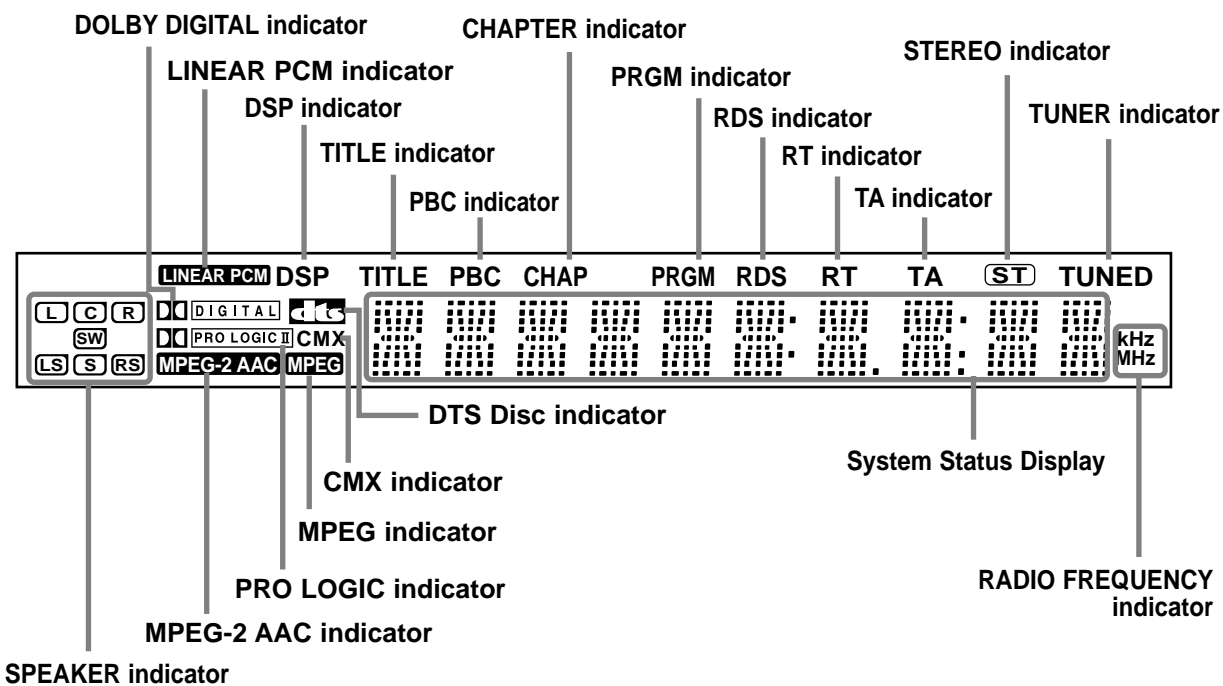 DOLBY DIGITAL indicator
CHAPTER indicator
STEREO indicator
LINEAR PCM indicator
PRGM indicator
DSP indicator
RDS indicator
TUNER indicator
TITLE indicator
RT indicator
PBC indicator
TA indicator
LINEAR PCM DSP TITLE PBC CHAP PRGM RDS RT TA ST TUNED
L C R DIGITAL dts
SW PRO LOGIC II CMX kHz
LS S RS MPEG-2 AAC MPEG MHz
DTS Disc indicator
System Status Display
CMX indicator
MPEG indicator
PRO LOGIC indicator
RADIO FREQUENCY
indicator
MPEG-2 AAC indicator
SPEAKER indicator